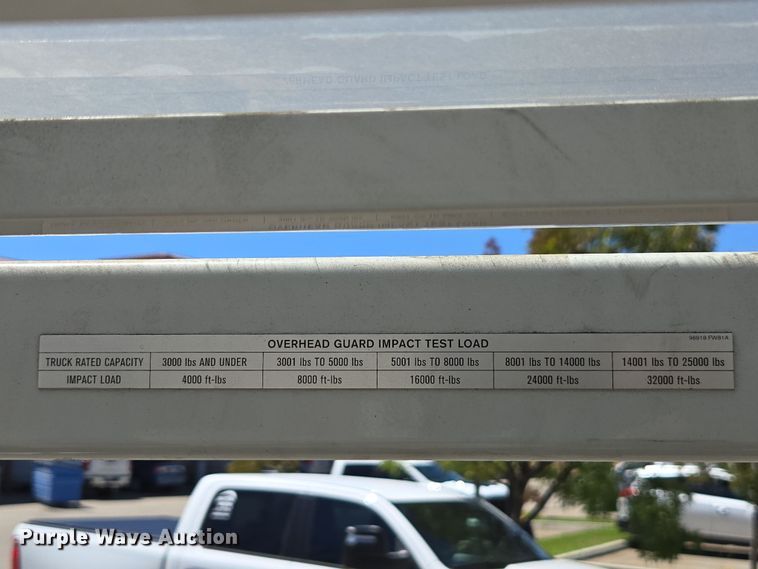 OVERHEAD GUARD IMPACT TEST LOAD
TRUCK RATED CAPACITY 3000 lbs AND UNDER 3001 lbs TO 5000 lbs 5001 lbs TO 8000 lbs 8001 lbs TO 14000 lbs 14001 lbs TO 25000 lbs
IMPACT LOAD 4000 ft-lbs 8000 ft-lbs 16000 ft-lbs 24000 ft-lbs 32000 ft-lbs
Purple Wave Auction